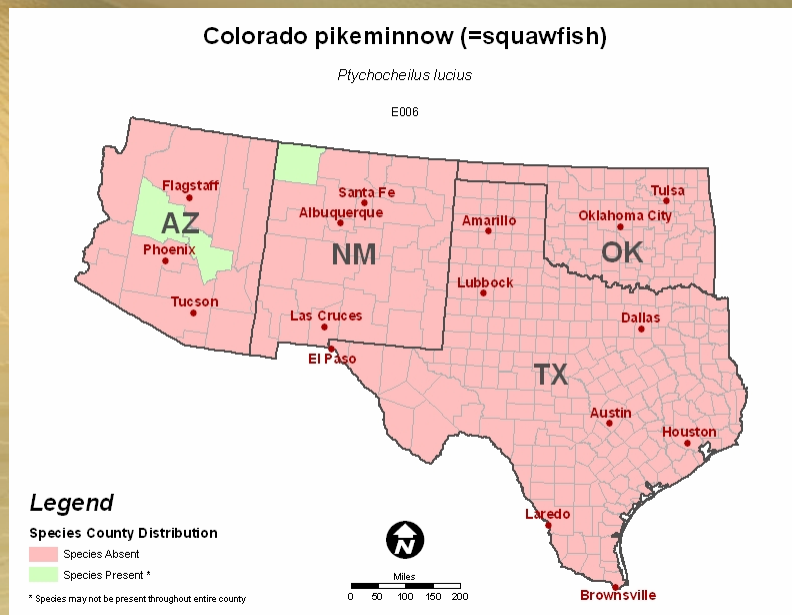 Colorado pikeminnow (=squawfish)
Ptychocheilus lucius
E006
Flagstaff
AZ
Phoenix
Tucson
Santa Fe
Albuquerque
NM
Las Cruces
El Paso
Tulsa
Oklahoma City
OK
Amarillo
Lubbock
Dallas
TX
Austin
Houston
Laredo
Brownsville
Legend
Species County Distribution
Species Absent
Species Present *
* Species may not be present throughout entire county
N
Miles
0 50 100 150 200